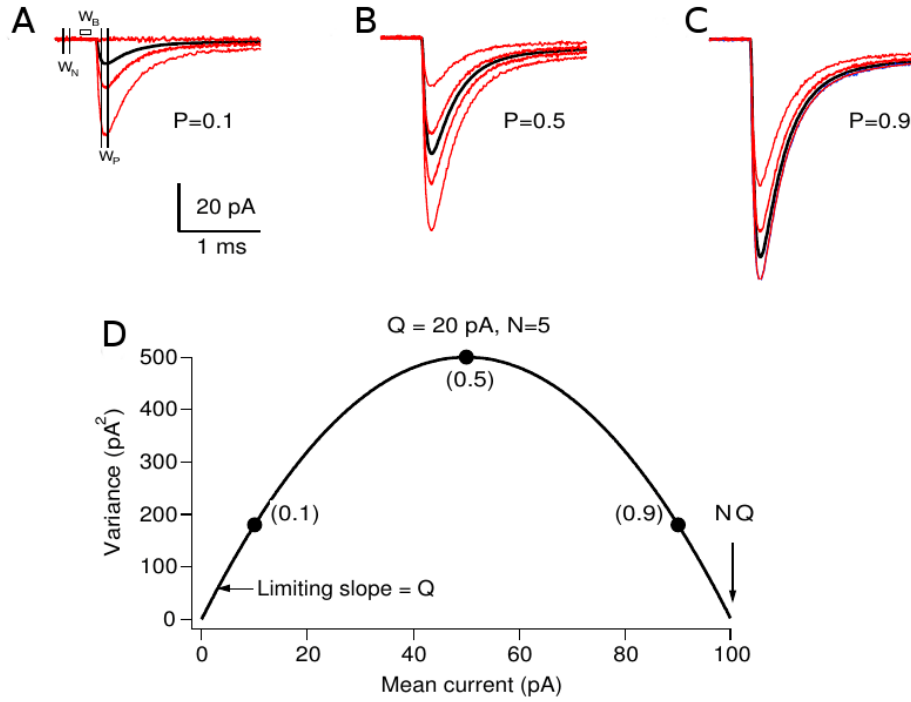 A
B
C
W_B
W_N
W_P
P=0.1
P=0.5
P=0.9
20 pA
1 ms
D
Q = 20 pA, N=5
500
400
300
200
100
0
Variance (pA²)
(0.5)
(0.1)
(0.9)
NQ
Limiting slope = Q
0 20 40 60 80 100
Mean current (pA)